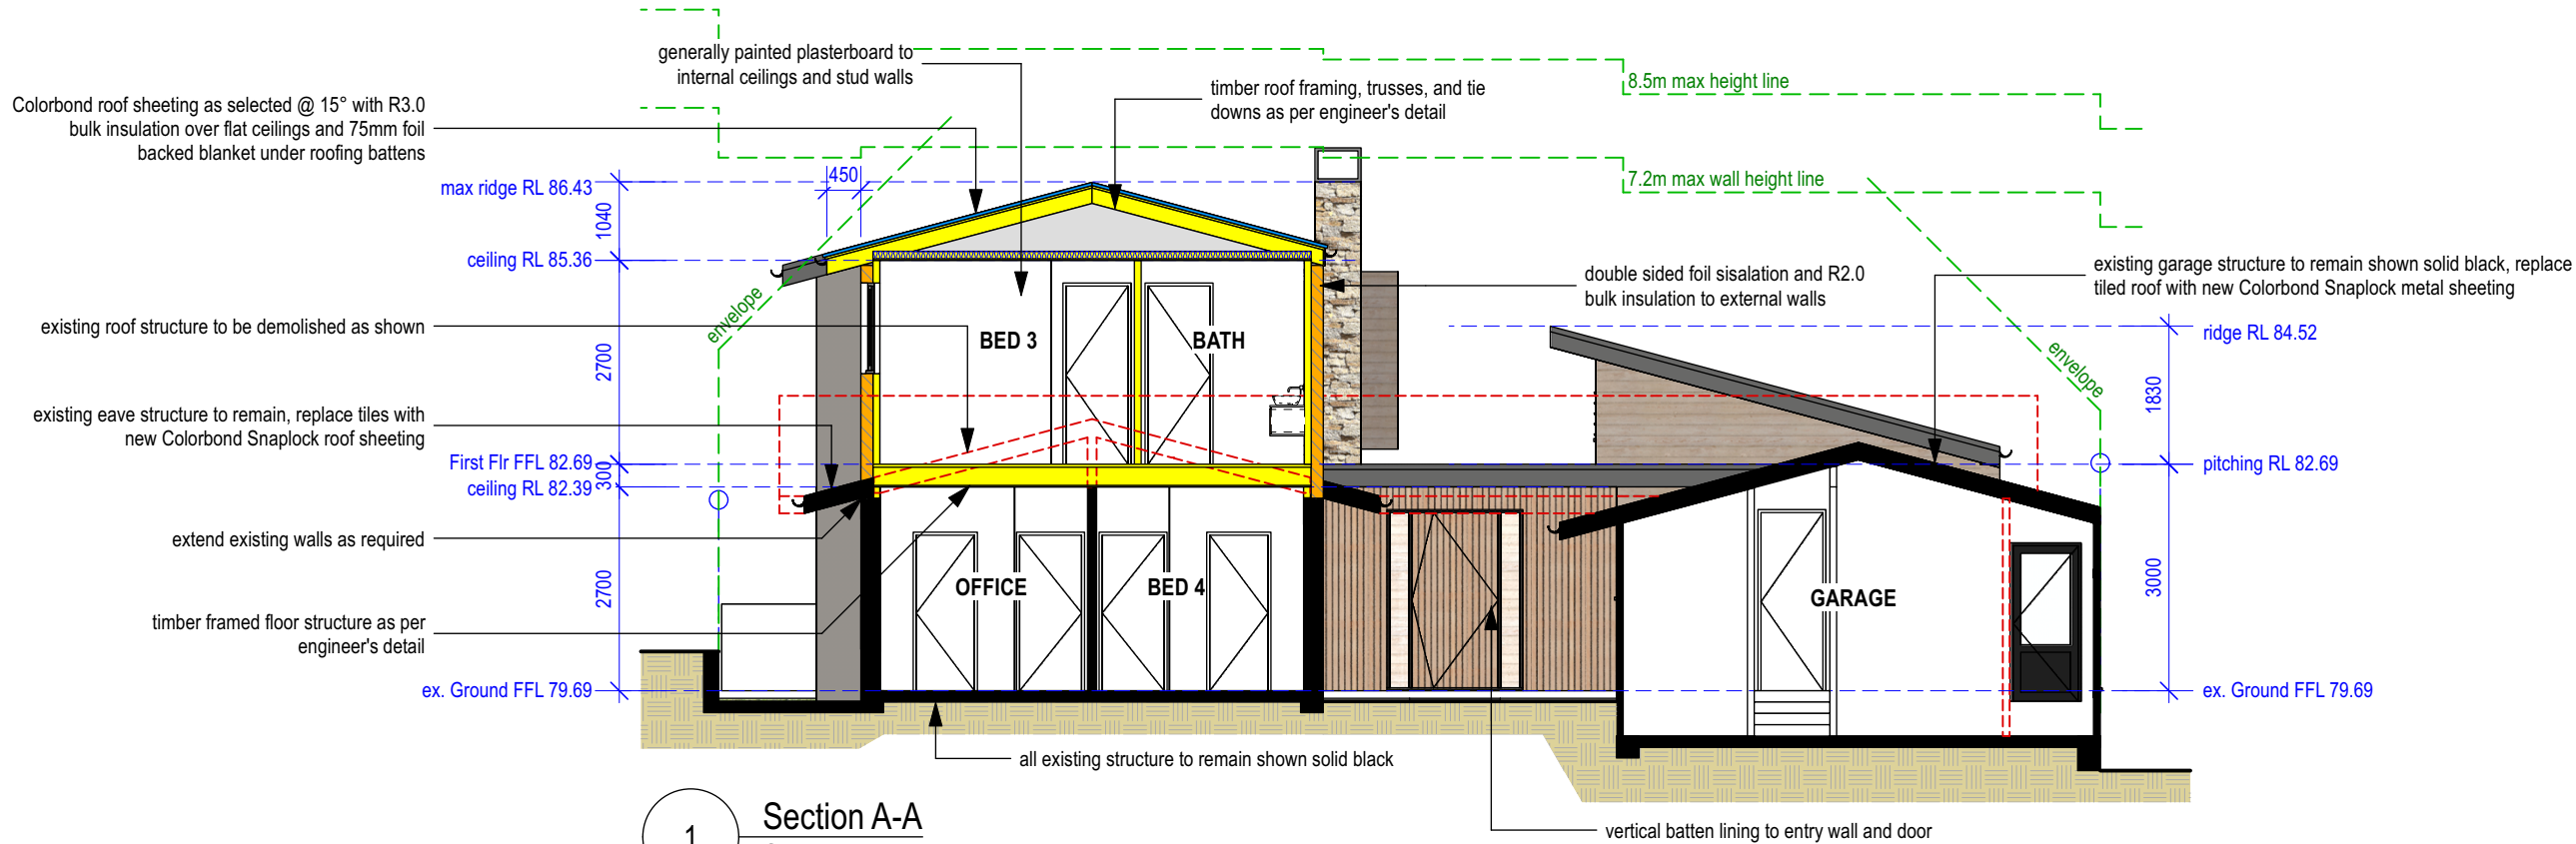 generally painted plasterboard to
internal ceilings and stud walls
Colorbond roof sheeting as selected @ 15° with R3.0
bulk insulation over flat ceilings and 75mm foil
backed blanket under roofing battens
timber roof framing, trusses, and tie
downs as per engineer's detail
8.5m max height line
7.2m max wall height line
max ridge RL 86.43
450
1040
ceiling RL 85.36
envelope
existing roof structure to be demolished as shown
2700
existing eave structure to remain, replace tiles with
new Colorbond Snaplock roof sheeting
First Flr FFL 82.69
300
ceiling RL 82.39
extend existing walls as required
2700
timber framed floor structure as per
engineer's detail
ex. Ground FFL 79.69
BED 3
BATH
OFFICE
BED 4
GARAGE
double sided foil sisalation and R2.0
bulk insulation to external walls
existing garage structure to remain shown solid black, replace
tiled roof with new Colorbond Snaplock metal sheeting
ridge RL 84.52
envelope
1830
pitching RL 82.69
3000
ex. Ground FFL 79.69
all existing structure to remain shown solid black
vertical batten lining to entry wall and door
1
Section A-A